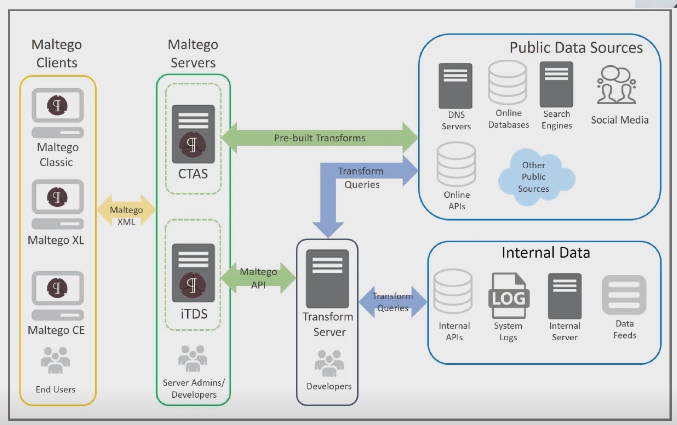 Maltego
Clients
Maltego
Classic
Maltego XL
Maltego CE
End Users
Maltego
XML
Maltego
Servers
CTAS
iTDS
Server Admins/
Developers
Pre-built Transforms
Transform
Queries
Maltego
API
Transform
Server
Developers
Transform
Queries
Public Data Sources
DNS
Servers
Online
Databases
Search
Engines
Social Media
Online
APIs
Other
Public
Sources
Internal Data
LOG
Internal
APIs
System
Logs
Internal
Server
Data
Feeds